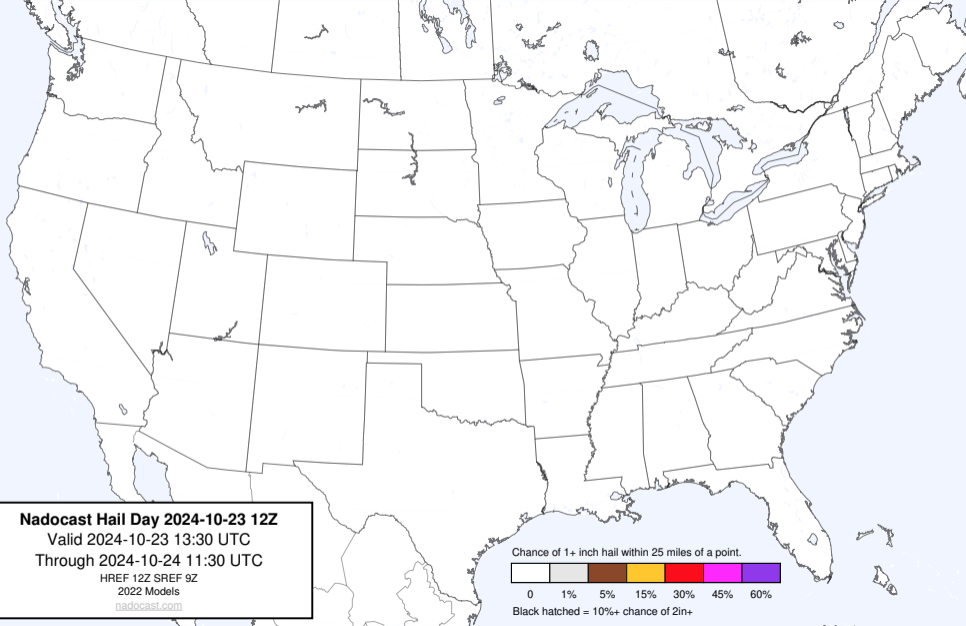 Nadocast Hail Day 2024-10-23 12Z
Valid 2024-10-23 13:30 UTC
Through 2024-10-24 11:30 UTC
HREF 12Z SREF 9Z
2022 Models
nadocast.com
Chance of 1+ inch hail within 25 miles of a point.
0 1% 5% 15% 30% 45% 60%
Black hatched = 10%+ chance of 2in+